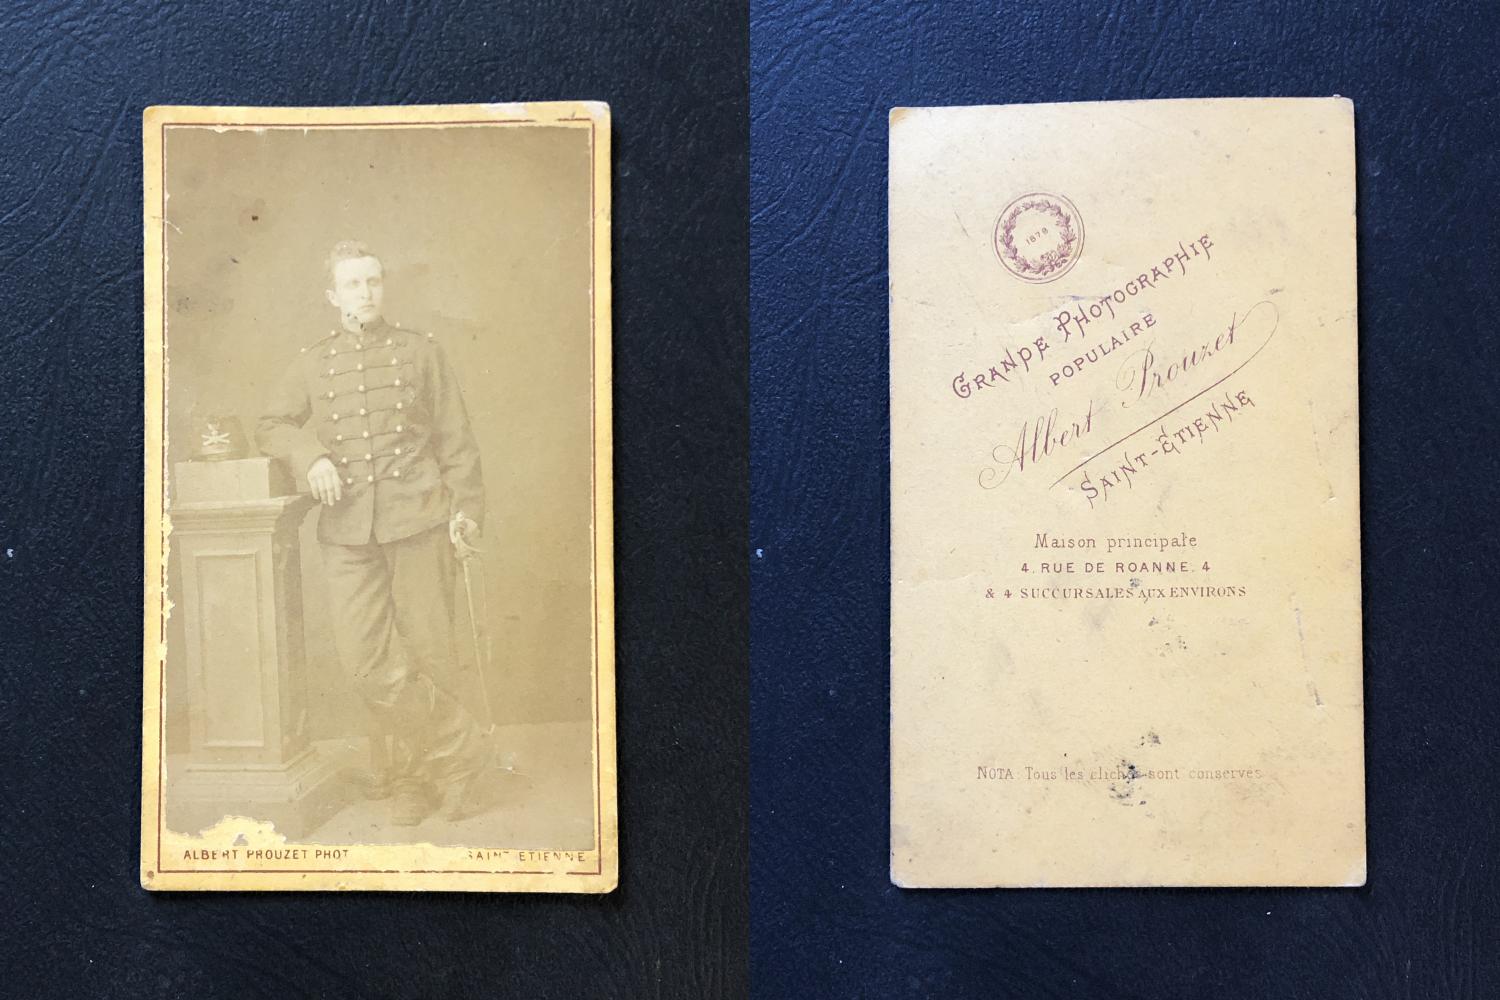 ALBERT PROUZET PHOT
SAINT ETIENNE
1878
GRANDE PHOTOGRAPHIE
POPULAIRE
Albert Prouzet
SAINT-ÉTIENNE
Maison principale
4, RUE DE ROANNE, 4
& 4 SUCCURSALES AUX ENVIRONS
NOTA: Tous les clichés sont conservés